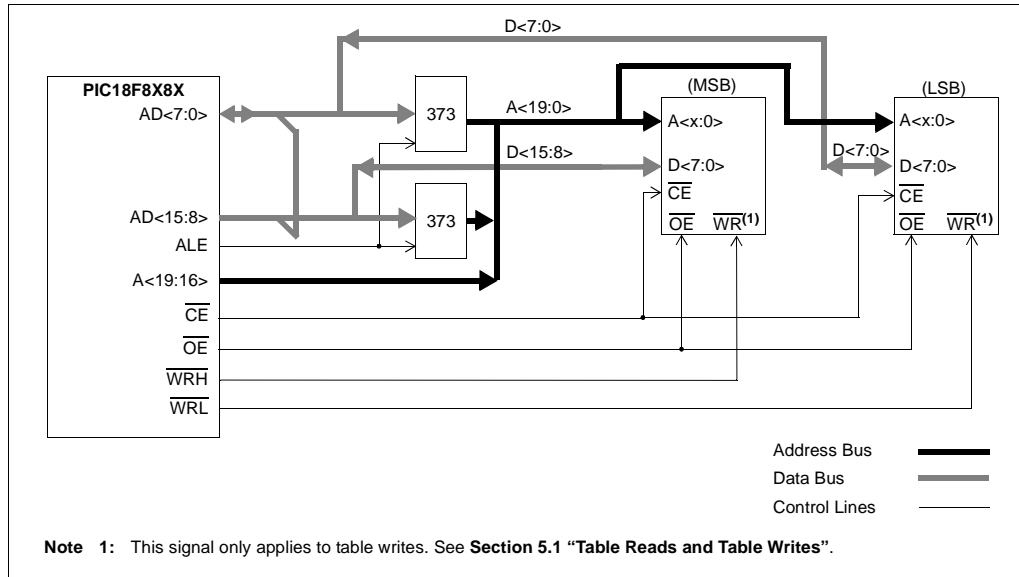 D<7:0>
PIC18F8X8X
AD<7:0>
373
A<19:0>
(MSB)
A<x:0>
(LSB)
A<x:0>
D<15:8>
D<7:0>
D<7:0>
D<7:0>
CE
CE
AD<15:8>
373
OE
WR(1)
OE
WR(1)
ALE
A<19:16>
CE
OE
WRH
WRL
Address Bus
Data Bus
Control Lines
Note 1: This signal only applies to table writes. See Section 5.1 “Table Reads and Table Writes”.